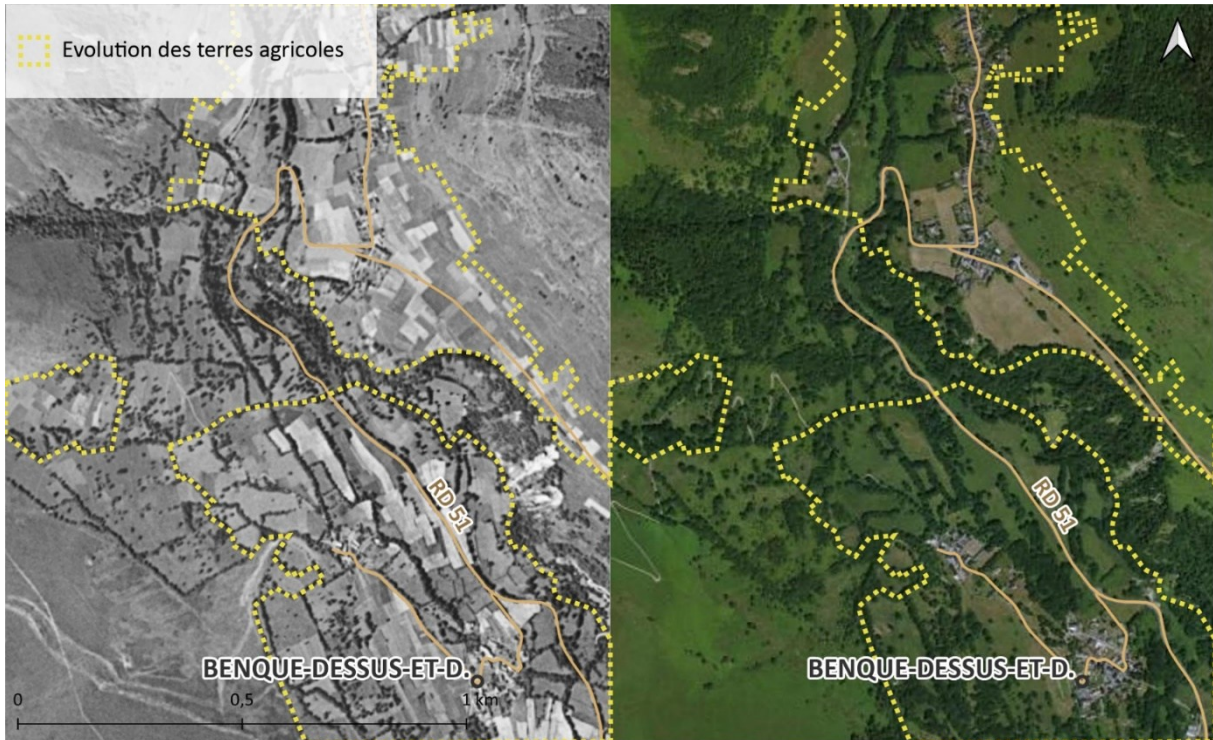 Evolution des terres agricoles
RD 51
RD 51
BENQUE-DESSUS-ET-D.
BENQUE-DESSUS-ET-D.
0 0,5 1 km